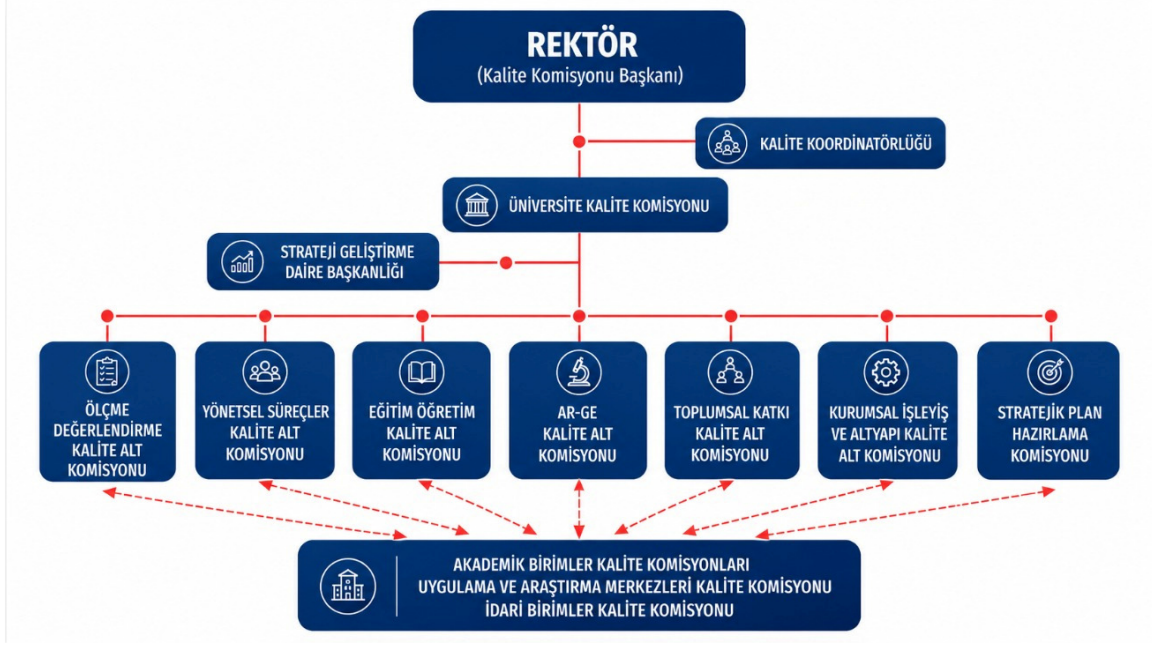 REKTÖR
(Kalite Komisyonu Başkanı)
KALİTE KOORDİNATÖRLÜĞÜ
ÜNİVERSİTE KALİTE KOMİSYONU
STRATEJİ GELİŞTİRME
DAİRE BAŞKANLIĞI
ÖLÇME
DEĞERLENDİRME
KALİTE ALT
KOMİSYONU
YÖNETSEL SÜREÇLER
KALİTE ALT
KOMİSYONU
EĞİTİM ÖĞRETİM
KALİTE ALT
KOMİSYONU
AR-GE
KALİTE ALT
KOMİSYONU
TOPLUMSAL KATKI
KALİTE ALT
KOMİSYONU
KURUMSAL İŞLEYİŞ
VE ALTYAPI KALİTE
ALT KOMİSYONU
STRATEJİK PLAN
HAZIRLAMA
KOMİSYONU
AKADEMİK BİRİMLER KALİTE KOMİSYONLARI
UYGULAMA VE ARAŞTIRMA MERKEZLERİ KALİTE KOMİSYONU
İDARİ BİRİMLER KALİTE KOMİSYONU